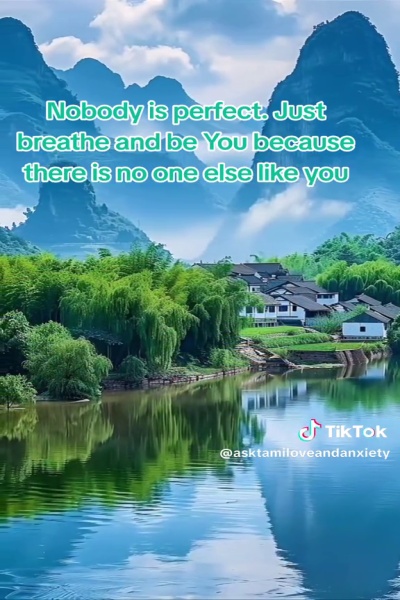 Nobody is perfect. Just
breathe and be You because
there is no one else like you
TikTok
@asktamiloveandanxiety